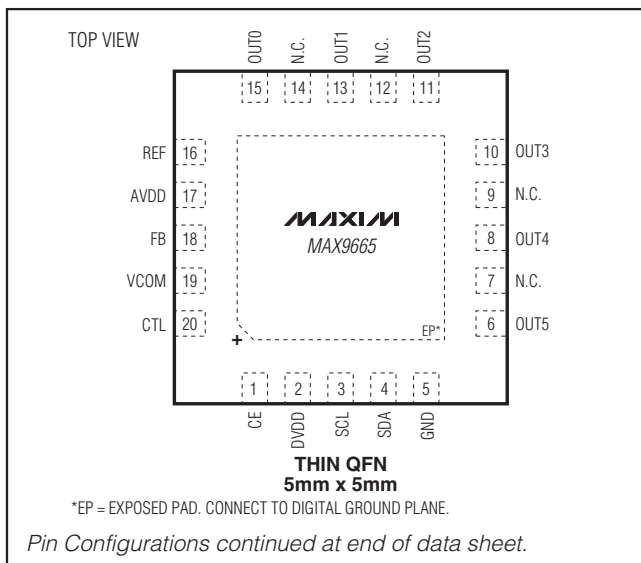 TOP VIEW
OUT0
N.C.
OUT1
N.C.
OUT2
15
14
13
12
11
REF 16
AVDD 17
FB 18
VCOM 19
CTL 20
10 OUT3
9 N.C.
8 OUT4
7 N.C.
6 OUT5
MAXIM
MAX9665
EP*
+
1
2
3
4
5
CE
DVDD
SCL
SDA
GND
THIN QFN
5mm x 5mm
*EP = EXPOSED PAD. CONNECT TO DIGITAL GROUND PLANE.
Pin Configurations continued at end of data sheet.